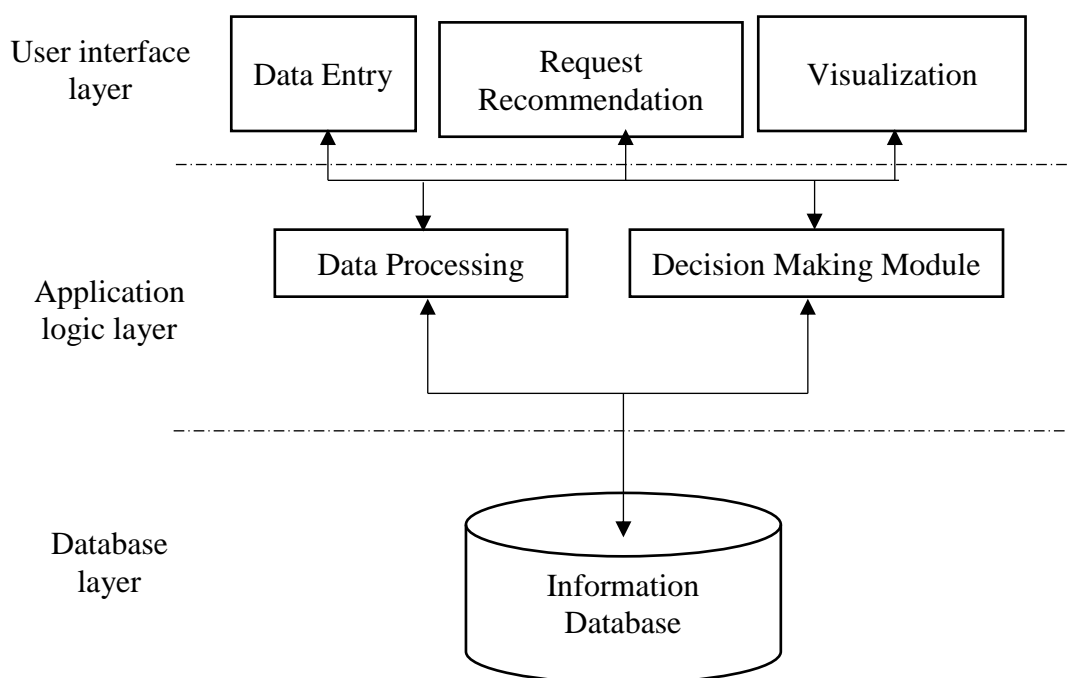 User interface
layer
Data Entry
Request
Recommendation
Visualization
Application
logic layer
Data Processing
Decision Making Module
Database
layer
Information
Database